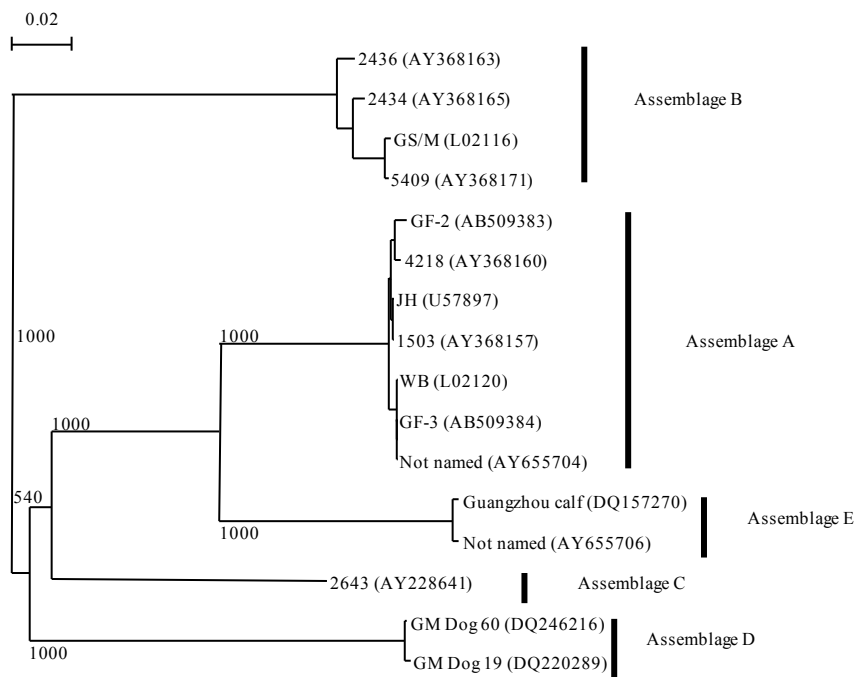 0.02
2436 (AY368163)
2434 (AY368165)
Assemblage B
GS/M (L02116)
5409 (AY368171)
GF-2 (AB509383)
4218 (AY368160)
JH (U57897)
1000
1000
1503 (AY368157)
Assemblage A
WB (L02120)
1000
GF-3 (AB509384)
Not named (AY655704)
540
Guangzhou calf (DQ157270)
Assemblage E
1000
Not named (AY655706)
2643 (AY228641)
Assemblage C
GM Dog 60 (DQ246216)
Assemblage D
1000
GM Dog 19 (DQ220289)